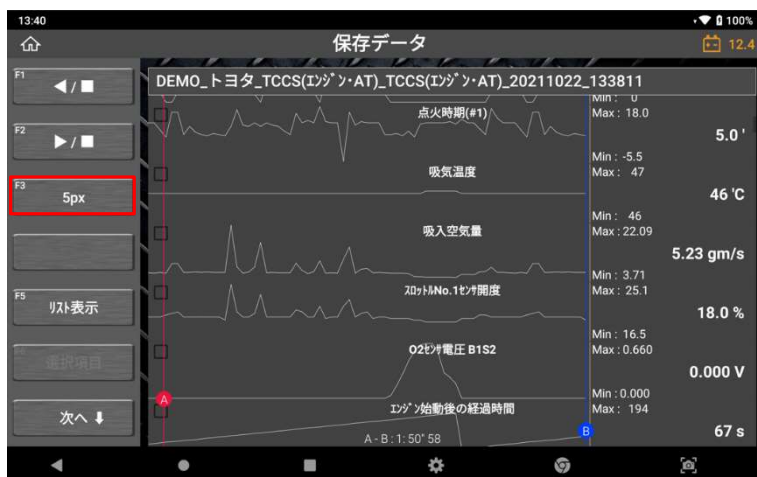 13:40
100%
保存データ
12.4
F1
◀/■
DEMO_トヨタ_TCCS(ｴﾝｼﾞﾝ･AT)_TCCS(ｴﾝｼﾞﾝ･AT)_20211022_133811
Min : 0
点火時期(#1)
Max : 18.0
F2
▶/■
5.0 '
Min : -5.5
吸気温度
Max : 47
F3
5px
46 'C
Min : 46
吸入空気量
Max : 22.09
5.23 gm/s
Min : 3.71
ｽﾛｯﾄﾙNo.1ｾﾝｻ開度
Max : 25.1
F5
ﾘｽﾄ表示
18.0 %
Min : 16.5
O2ｾﾝｻ電圧 B1S2
Max : 0.660
選択項目
0.000 V
Min : 0.000
A
ｴﾝｼﾞﾝ始動後の経過時間
Max : 194
次へ ⬇
B
67 s
A - B : 1: 50" 58